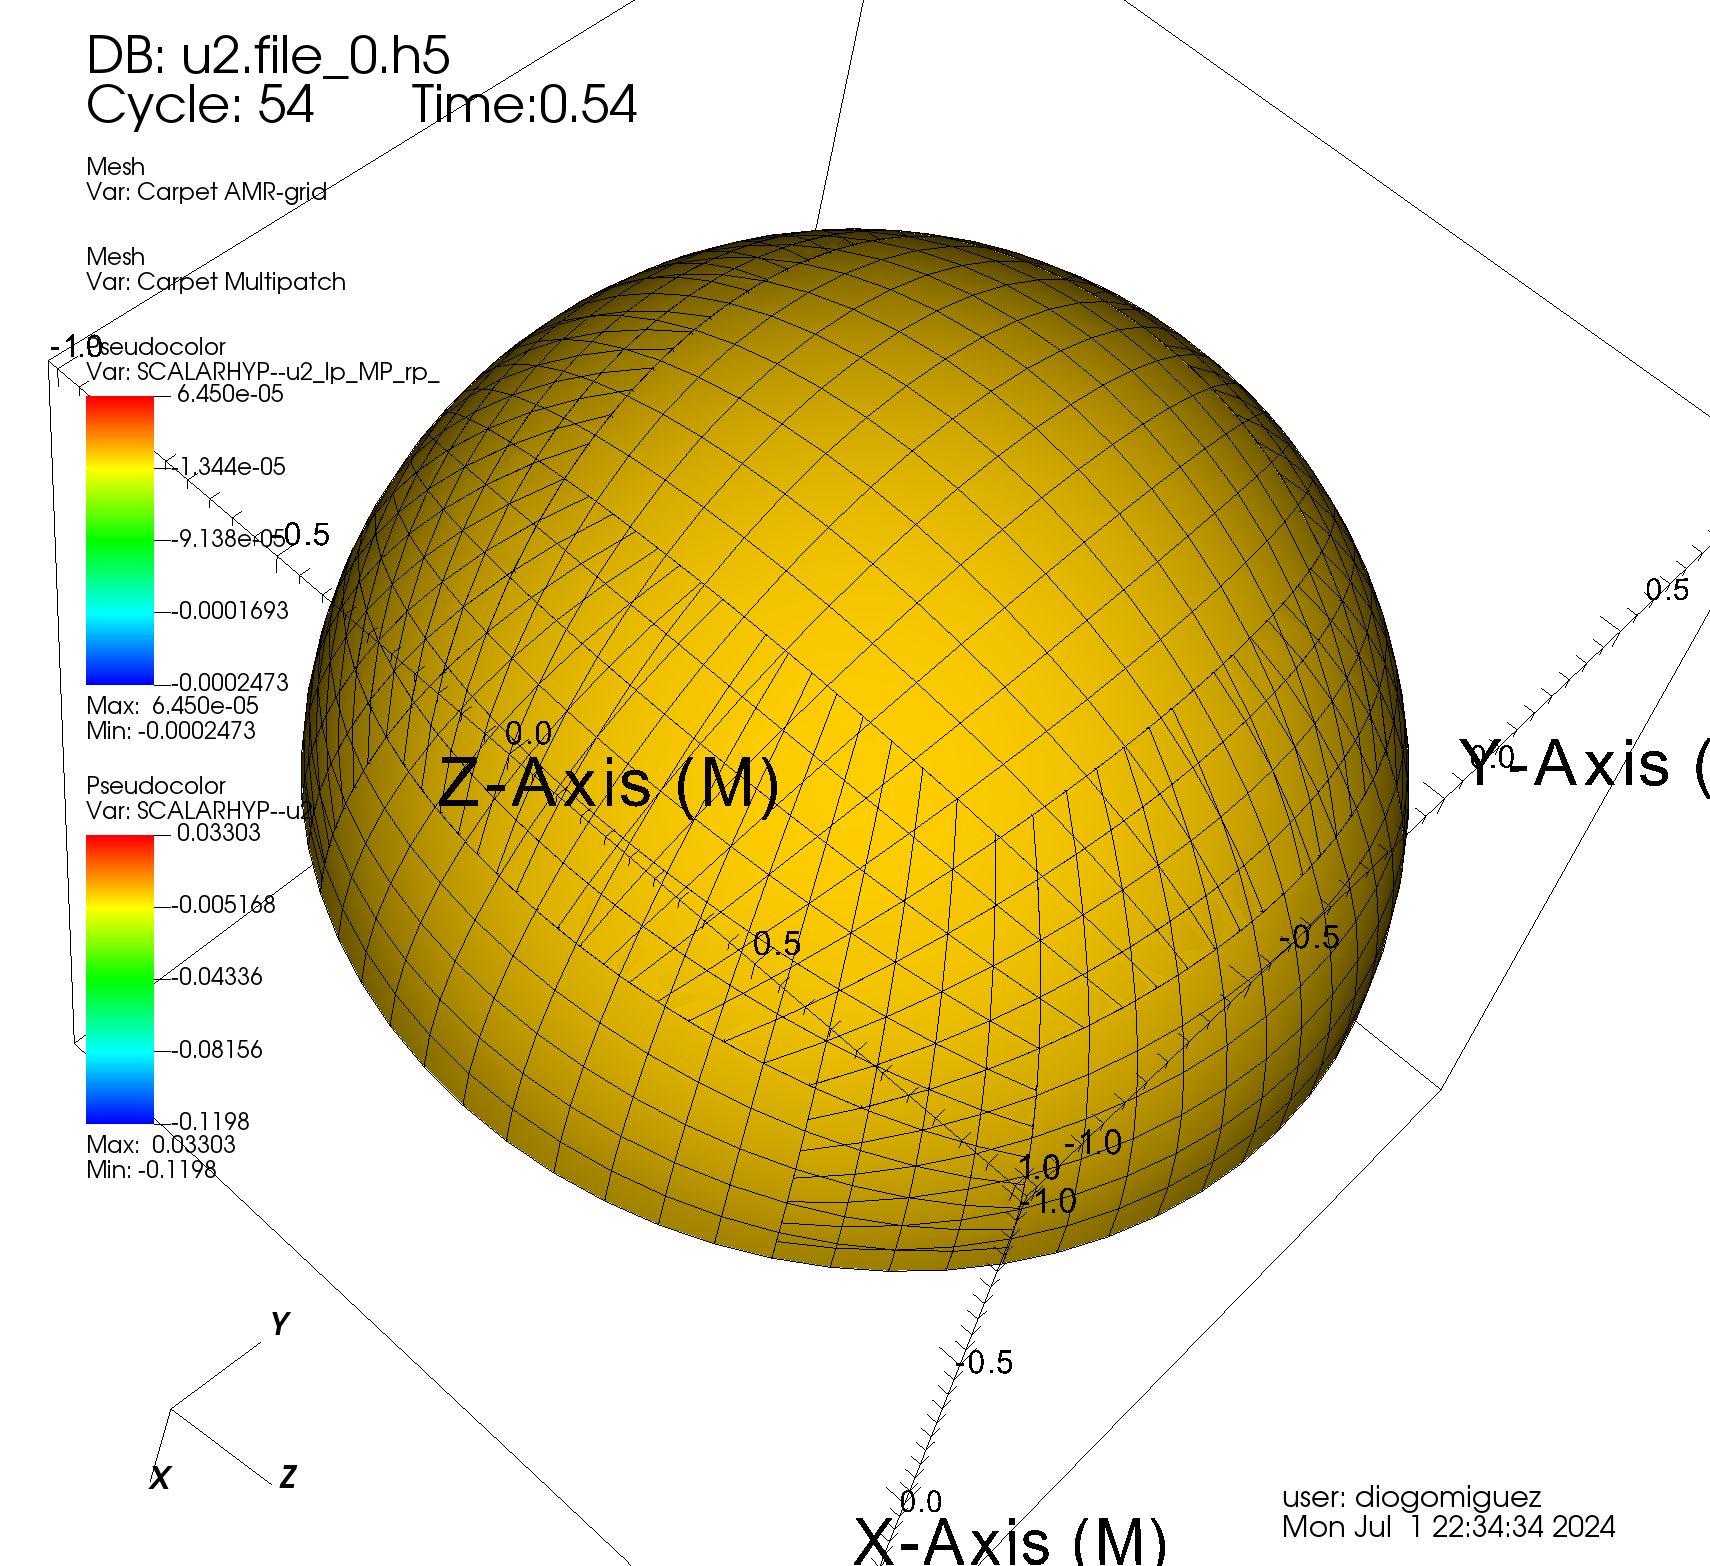 DB: u2.file_0.h5
Cycle: 54 Time:0.54
Mesh
Var: Carpet AMR-grid
Mesh
Var: Carpet Multipatch
-1.0
Pseudocolor
Var: SCALARHYP--u2_lp_MP_rp_
6.450e-05
-1.344e-05
-9.138e-05
-0.5
-0.0001693
-0.0002473
Max: 6.450e-05
Min: -0.0002473
0.5
0.0
Z-Axis (M)
0.0
Y-Axis (
Pseudocolor
Var: SCALARHYP--u2
0.03303
-0.005168
-0.04336
-0.08156
-0.1198
Max: 0.03303
Min: -0.1198
0.5
-0.5
-1.0
1.0
-1.0
-0.5
0.0
X-Axis (M)
Y
X
Z
user: diogomiguez
Mon Jul 1 22:34:34 2024